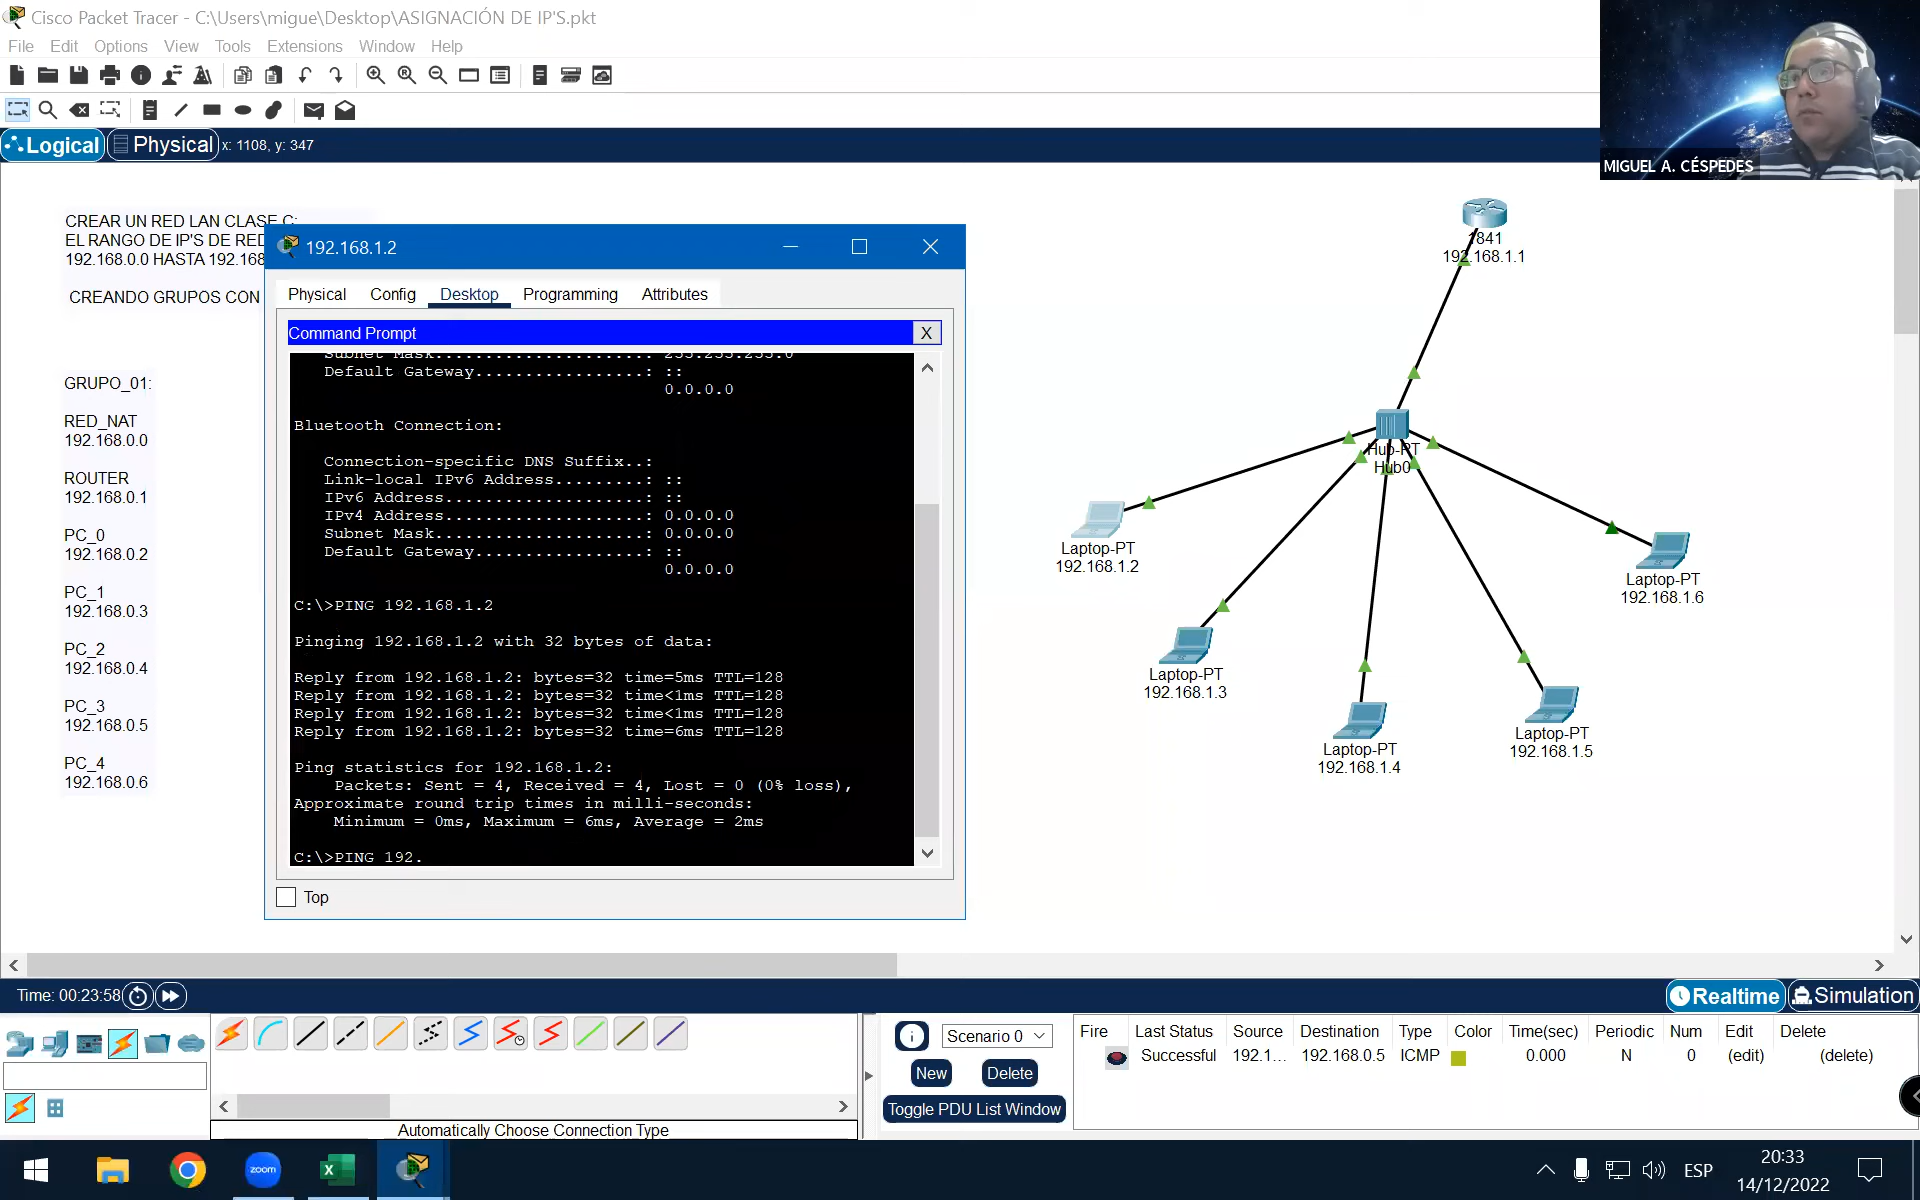 Cisco Packet Tracer - C:\Users\migue\Desktop\ASIGNACIÓN DE IP'S.pkt
File Edit Options View Tools Extensions Window Help
Logical Physical x: 1108, y: 347
MIGUEL A. CÉSPEDES
CREAR UN RED LAN CLASE C:
EL RANGO DE IP'S DE RED
192.168.0.0 HASTA 192.168
CREANDO GRUPOS CON
GRUPO_01:
RED_NAT
192.168.0.0
ROUTER
192.168.0.1
PC_0
192.168.0.2
PC_1
192.168.0.3
PC_2
192.168.0.4
PC_3
192.168.0.5
PC_4
192.168.0.6
192.168.1.2
Physical Config Desktop Programming Attributes
Command Prompt X
Subnet Mask......................: 255.255.255.0
Default Gateway.................: ::
0.0.0.0
Bluetooth Connection:
Connection-specific DNS Suffix..:
Link-local IPv6 Address.........: ::
IPv6 Address....................: ::
IPv4 Address....................: 0.0.0.0
Subnet Mask.....................: 0.0.0.0
Default Gateway.................: ::
0.0.0.0
C:\>PING 192.168.1.2
Pinging 192.168.1.2 with 32 bytes of data:
Reply from 192.168.1.2: bytes=32 time=5ms TTL=128
Reply from 192.168.1.2: bytes=32 time<1ms TTL=128
Reply from 192.168.1.2: bytes=32 time<1ms TTL=128
Reply from 192.168.1.2: bytes=32 time=6ms TTL=128
Ping statistics for 192.168.1.2:
Packets: Sent = 4, Received = 4, Lost = 0 (0% loss),
Approximate round trip times in milli-seconds:
Minimum = 0ms, Maximum = 6ms, Average = 2ms
C:\>PING 192.
Top
1841
192.168.1.1
Hub-PT
Hub0
Laptop-PT
192.168.1.2
Laptop-PT
192.168.1.3
Laptop-PT
192.168.1.4
Laptop-PT
192.168.1.5
Laptop-PT
192.168.1.6
Time: 00:23:58
Realtime Simulation
Scenario 0
New Delete
Toggle PDU List Window
Fire Last Status Source Destination Type Color Time(sec) Periodic Num Edit Delete
Successful 192.1... 192.168.0.5 ICMP 0.000 N 0 (edit) (delete)
Automatically Choose Connection Type
zoom
ESP
20:33
14/12/2022